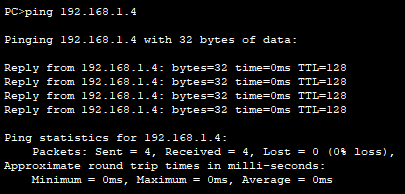 PC>ping 192.168.1.4
Pinging 192.168.1.4 with 32 bytes of data:
Reply from 192.168.1.4: bytes=32 time=0ms TTL=128
Reply from 192.168.1.4: bytes=32 time=0ms TTL=128
Reply from 192.168.1.4: bytes=32 time=0ms TTL=128
Reply from 192.168.1.4: bytes=32 time=0ms TTL=128
Ping statistics for 192.168.1.4:
Packets: Sent = 4, Received = 4, Lost = 0 (0% loss),
Approximate round trip times in milli-seconds:
Minimum = 0ms, Maximum = 0ms, Average = 0ms